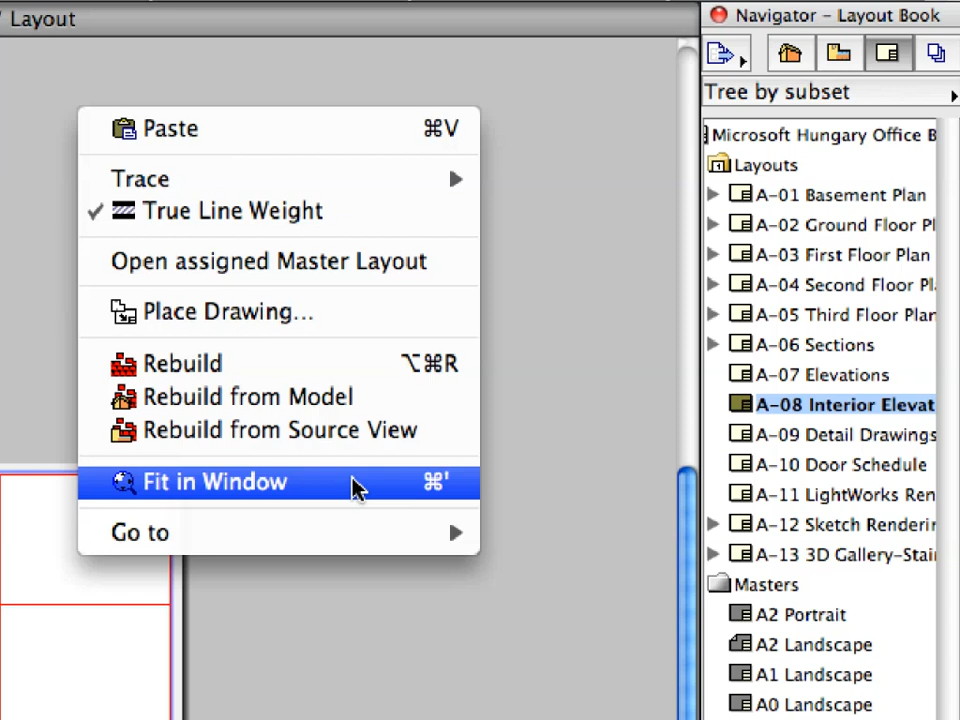 Layout
Paste ⌘V
Trace
True Line Weight
Open assigned Master Layout
Place Drawing...
Rebuild ⌥⌘R
Rebuild from Model
Rebuild from Source View
Fit in Window ⌘'
Go to
Navigator - Layout Book
Tree by subset
Microsoft Hungary Office B
Layouts
A-01 Basement Plan
A-02 Ground Floor Pl
A-03 First Floor Plan
A-04 Second Floor Pl
A-05 Third Floor Plan
A-06 Sections
A-07 Elevations
A-08 Interior Elevat
A-09 Detail Drawings
A-10 Door Schedule
A-11 LightWorks Ren
A-12 Sketch Renderin
A-13 3D Gallery-Stai
Masters
A2 Portrait
A2 Landscape
A1 Landscape
A0 Landscape